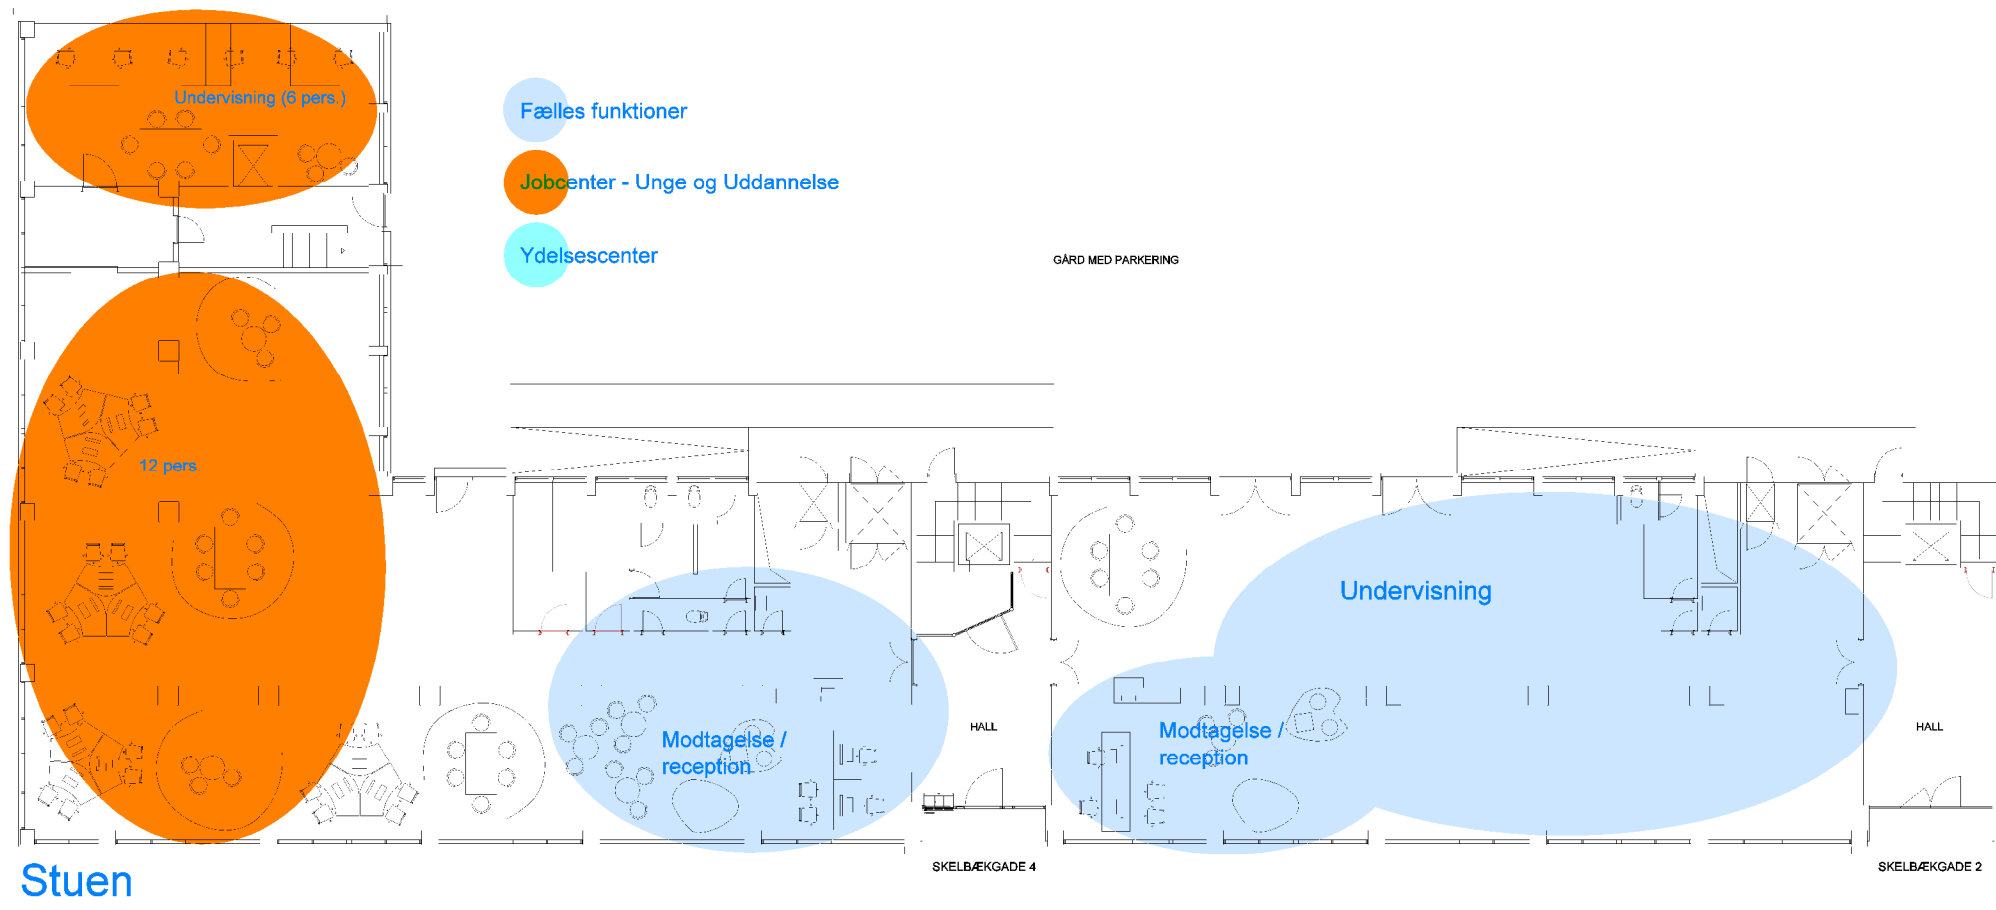 Undervisning (6 pers.)
Fælles funktioner
Jobcenter - Unge og Uddannelse
Ydelsescenter
GÅRD MED PARKERING
12 pers.
Undervisning
Modtagelse /
reception
HALL
Modtagelse /
reception
HALL
SKELBÆKGADE 4
SKELBÆKGADE 2
Stuen